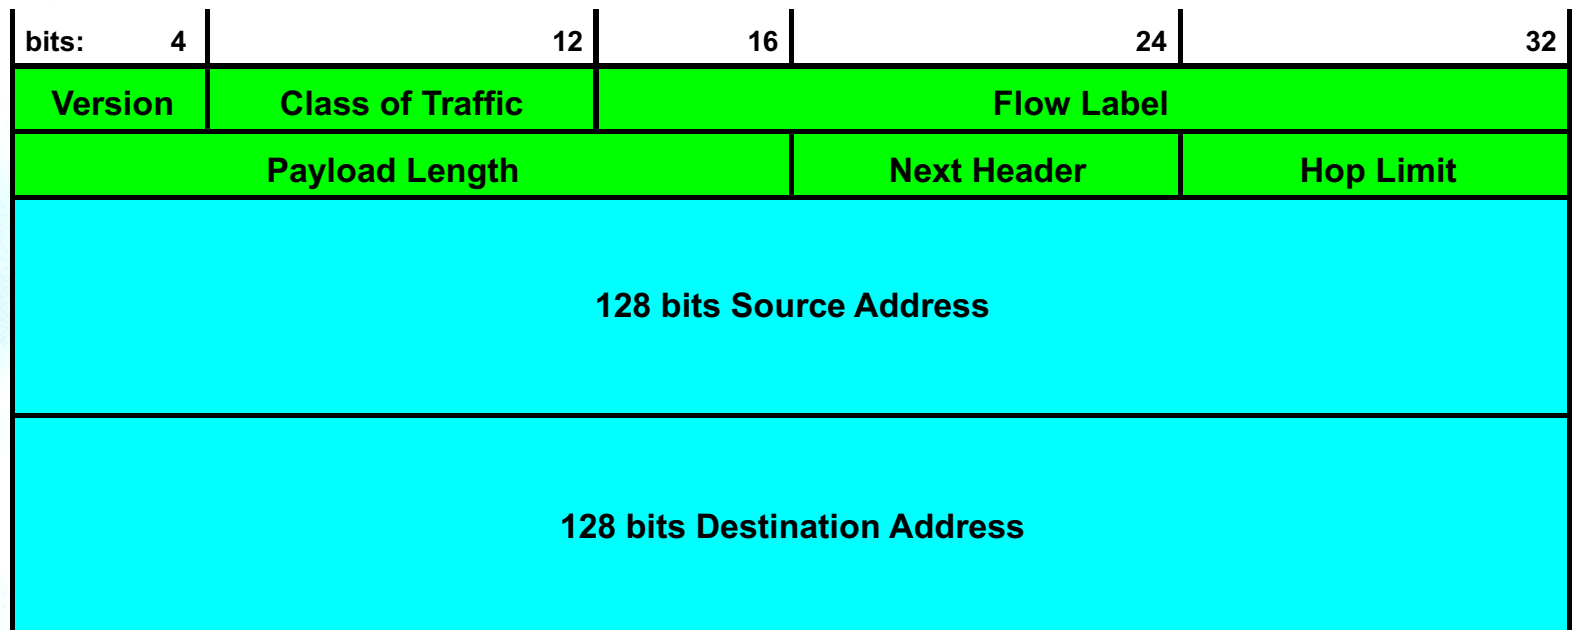 bits: 4 12 16 24 32
Version Class of Traffic Flow Label
Payload Length Next Header Hop Limit
128 bits Source Address
128 bits Destination Address